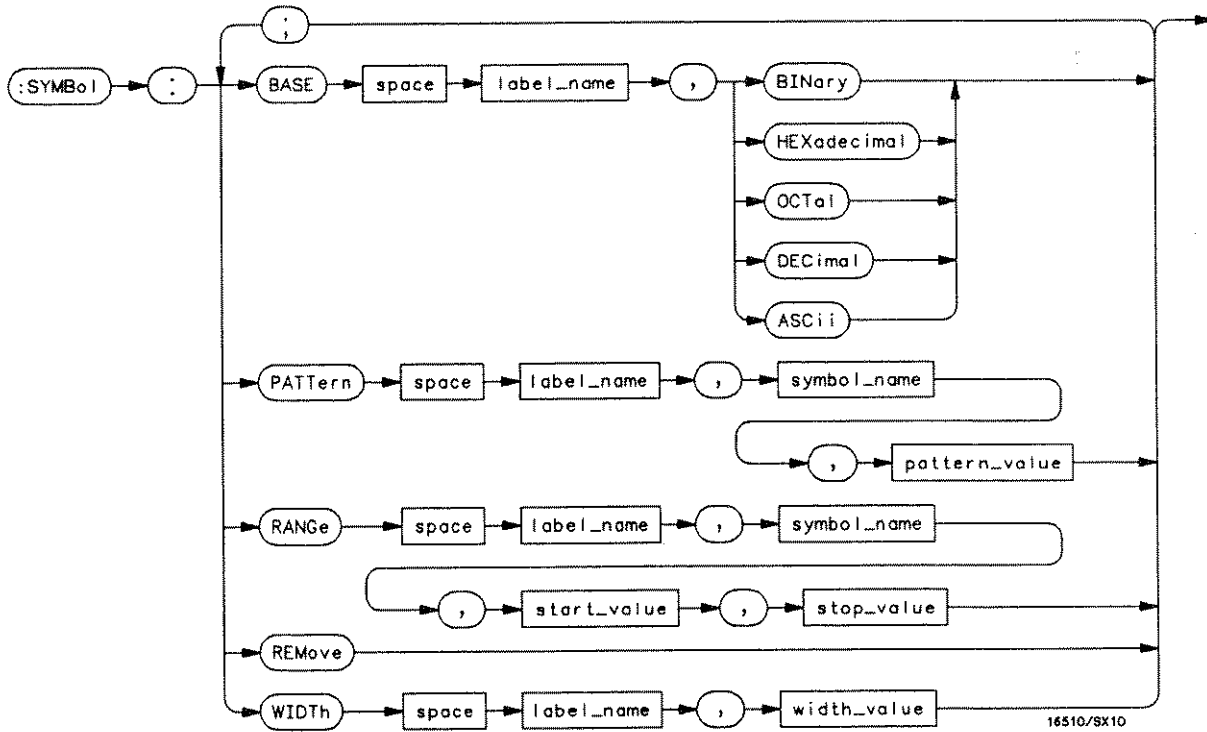 ;
:SYMBol : BASE space label_name , BINary
HEXadecimal
OCTal
DECimal
ASCii
PATTern space label_name , symbol_name
, pattern_value
RANGe space label_name , symbol_name
, start_value , stop_value
REMove
WIDTh space label_name , width_value
16510/SX10